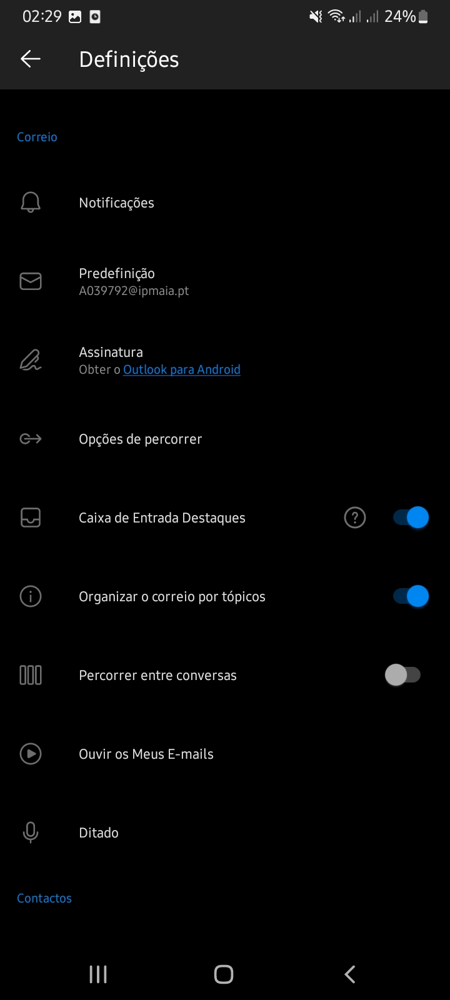 02:29
24%
Definições
Correio
Notificações
Predefinição
A039792@ipmaia.pt
Assinatura
Obter o Outlook para Android
Opções de percorrer
Caixa de Entrada Destaques
Organizar o correio por tópicos
Percorrer entre conversas
Ouvir os Meus E-mails
Ditado
Contactos